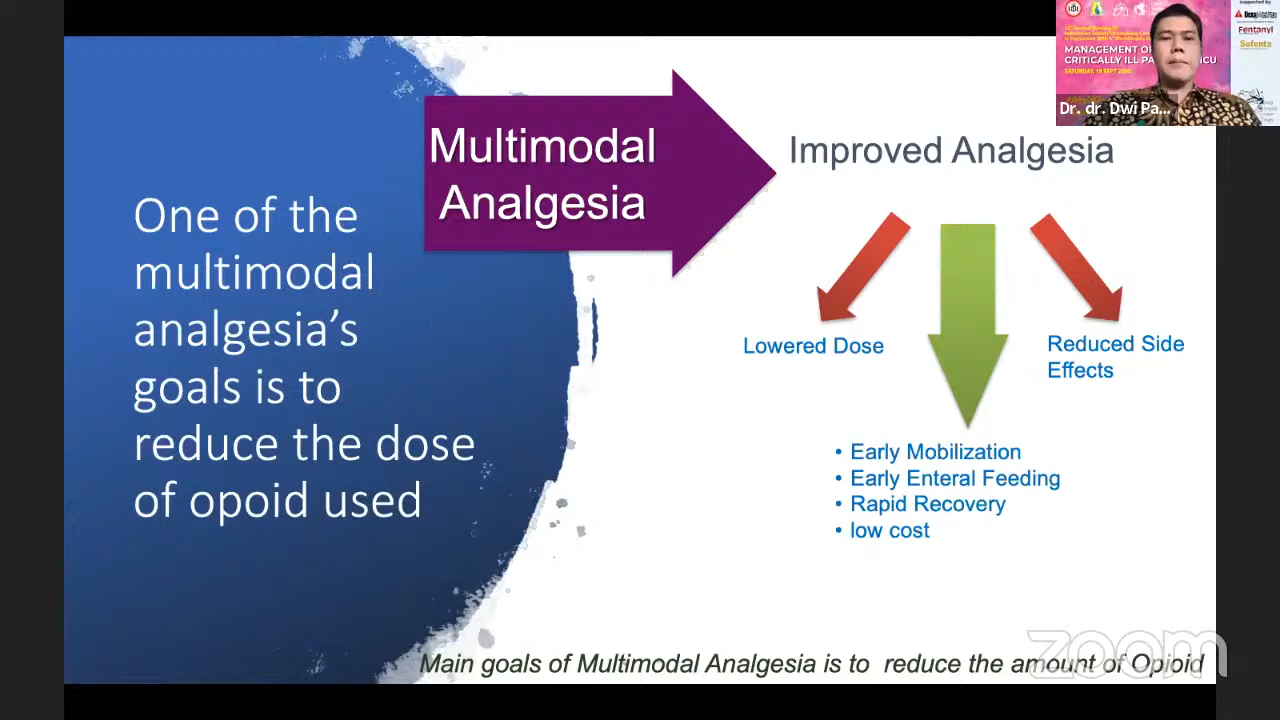 One of the
multimodal
analgesia's
goals is to
reduce the dose
of opoid used
Multimodal
Analgesia
Improved Analgesia
Lowered Dose
Reduced Side
Effects
• Early Mobilization
• Early Enteral Feeding
• Rapid Recovery
• low cost
Main goals of Multimodal Analgesia is to reduce the amount of Opioid
zoom
MANAGEMENT
CRITICALLY ILL
SATURDAY, 19 SEPT 2020
Dr. dr. Dwi Pa...
supported by
Fentanyl
Sufenta